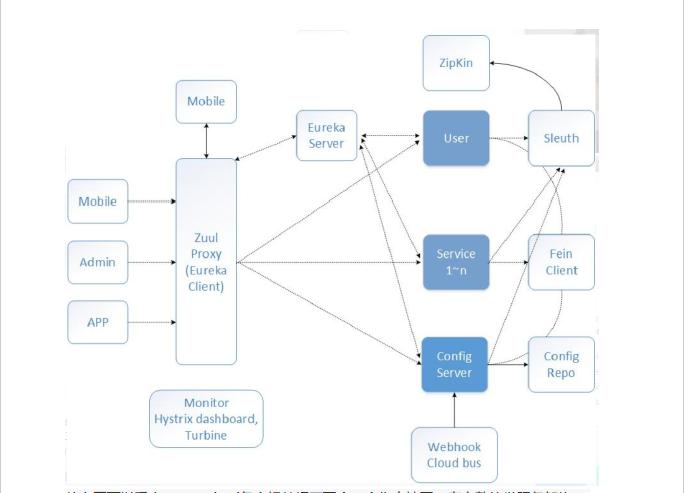 ZipKin
Mobile
Eureka
Server
User
Sleuth
Mobile
Zuul
Proxy
(Eureka
Client)
Admin
Service
1~n
Fein
Client
APP
Config
Server
Config
Repo
Monitor
Hystrix dashboard,
Turbine
Webhook
Cloud bus